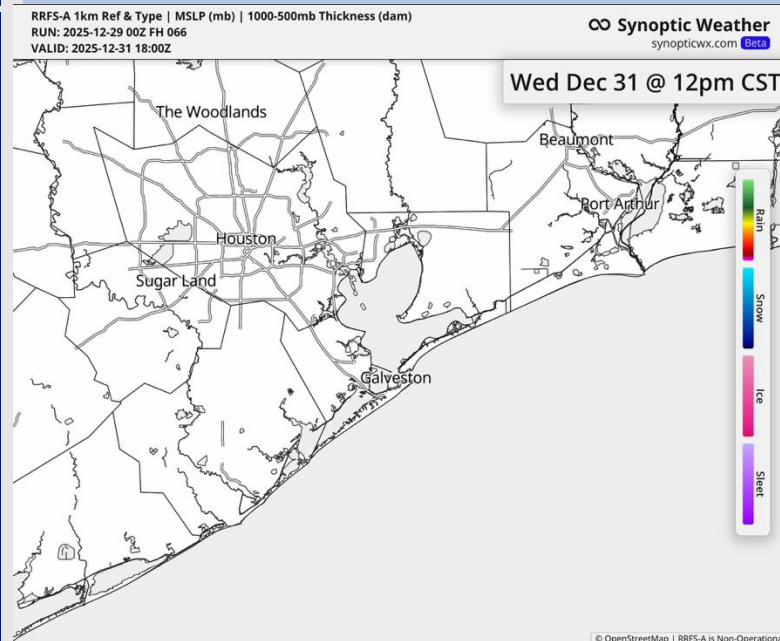 RRFS-A 1km Ref & Type | MSLP (mb) | 1000-500mb Thickness (dam)
RUN: 2025-12-29 00Z FH 066
VALID: 2025-12-31 18:00Z
Synoptic Weather
synopticwx.com Beta
Wed Dec 31 @ 12pm CST
The Woodlands
Beaumont
Port Arthur
Houston
Sugar Land
Galveston
Rain
Snow
Ice
Sleet
© OpenStreetMap | RRFS-A is Non-Operational